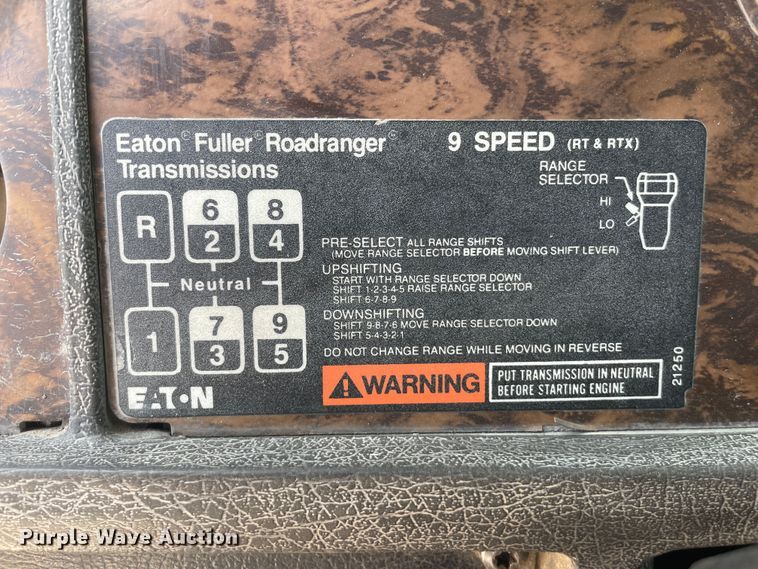 Eaton® Fuller® Roadranger® 9 SPEED (RT & RTX)
Transmissions
RANGE
SELECTOR
HI
LO
R 6 8
2 4
Neutral
1 7 9
3 5
PRE-SELECT ALL RANGE SHIFTS
(MOVE RANGE SELECTOR BEFORE MOVING SHIFT LEVER)
UPSHIFTING
START WITH RANGE SELECTOR DOWN
SHIFT 1-2-3-4-5 RAISE RANGE SELECTOR
SHIFT 6-7-8-9
DOWNSHIFTING
SHIFT 9-8-7-6 MOVE RANGE SELECTOR DOWN
SHIFT 5-4-3-2-1
DO NOT CHANGE RANGE WHILE MOVING IN REVERSE
EATON
WARNING
PUT TRANSMISSION IN NEUTRAL
BEFORE STARTING ENGINE
21250
Purple Wave Auction